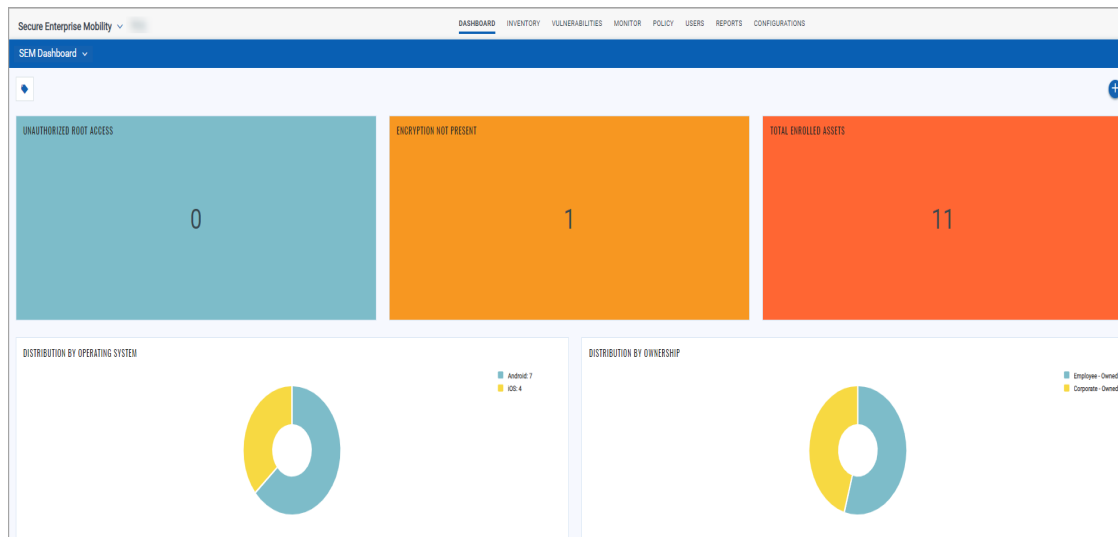 Secure Enterprise Mobility
DASHBOARD INVENTORY VULNERABILITIES MONITOR POLICY USERS REPORTS CONFIGURATIONS
SEM Dashboard
UNAUTHORIZED ROOT ACCESS
0
ENCRYPTION NOT PRESENT
1
TOTAL ENROLLED ASSETS
11
DISTRIBUTION BY OPERATING SYSTEM
Android: 7
iOS: 4
DISTRIBUTION BY OWNERSHIP
Employee - Owned
Corporate - Owned